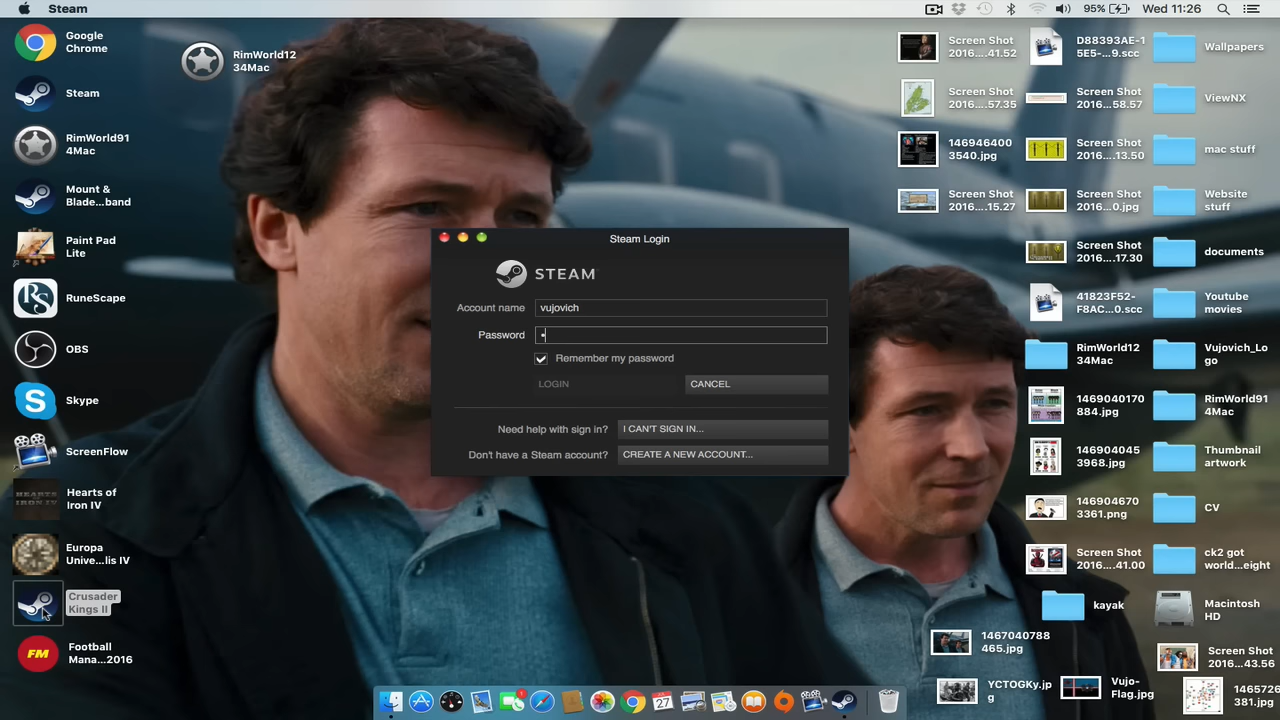 Steam
95%
Wed 11:26
Google
Chrome
Steam
RimWorld91
4Mac
Mount &
Blade...band
Paint Pad
Lite
RuneScape
OBS
Skype
ScreenFlow
HEARTS
IRON IV
Hearts of
Iron IV
Europa
Unive...lis IV
Crusader
Kings II
FM
Football
Mana...2016
RimWorld12
34Mac
Steam Login
STEAM
Account name
vujovich
Password
Remember my password
LOGIN
CANCEL
Need help with sign in?
I CAN'T SIGN IN...
Don't have a Steam account?
CREATE A NEW ACCOUNT...
Screen Shot
2016....41.52
Screen Shot
2016....57.35
146946400
3540.jpg
Screen Shot
2016....15.27
D88393AE-1
5E5-...9.scc
Screen Shot
2016...58.57
Screen Shot
2016....13.50
Screen Shot
2016...0.jpg
Screen Shot
2016....17.30
41823F52-
F8AC...0.scc
RimWorld12
34Mac
1469040170
884.jpg
146904045
3968.jpg
146904670
3361.png
Screen Shot
2016....41.00
kayak
1467040788
465.jpg
YCTOGKy.jp
g
Wallpapers
ViewNX
mac stuff
Website
stuff
documents
Youtube
movies
Vujovich_Lo
go
RimWorld91
4Mac
Thumbnail
artwork
CV
ck2 got
world...eight
Macintosh
HD
Screen Shot
2016...43.56
Vujo-
Flag.jpg
1465726
381.jpg
1
27